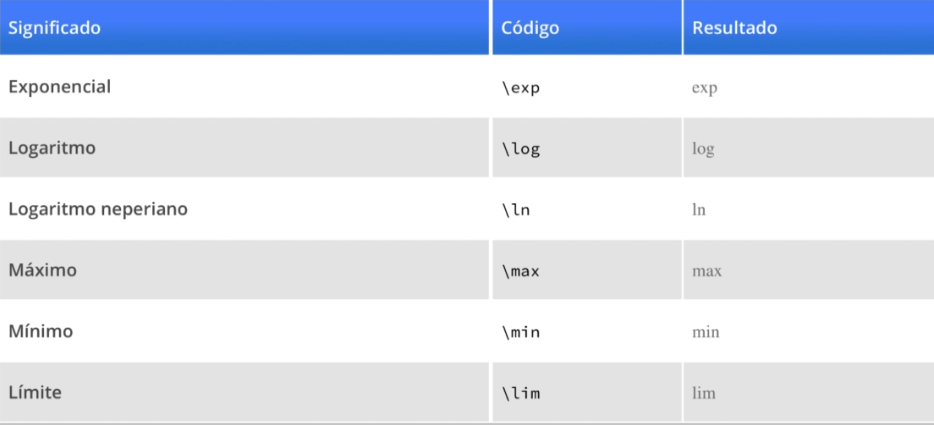 Significado Código Resultado
Exponencial \exp exp
Logaritmo \log log
Logaritmo neperiano \ln ln
Máximo \max max
Mínimo \min min
Límite \lim lim